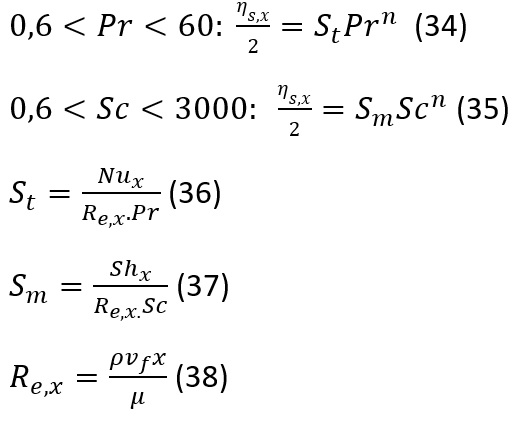 0,6 < Pr < 60: η_{s,x}/2 = S_t Pr^n (34)
0,6 < Sc < 3000: η_{s,x}/2 = S_m Sc^n (35)
S_t = Nu_x/R_{e,x}.Pr (36)
S_m = Sh_x/R_{e,x}.Sc (37)
R_{e,x} = ρv_f x/μ (38)